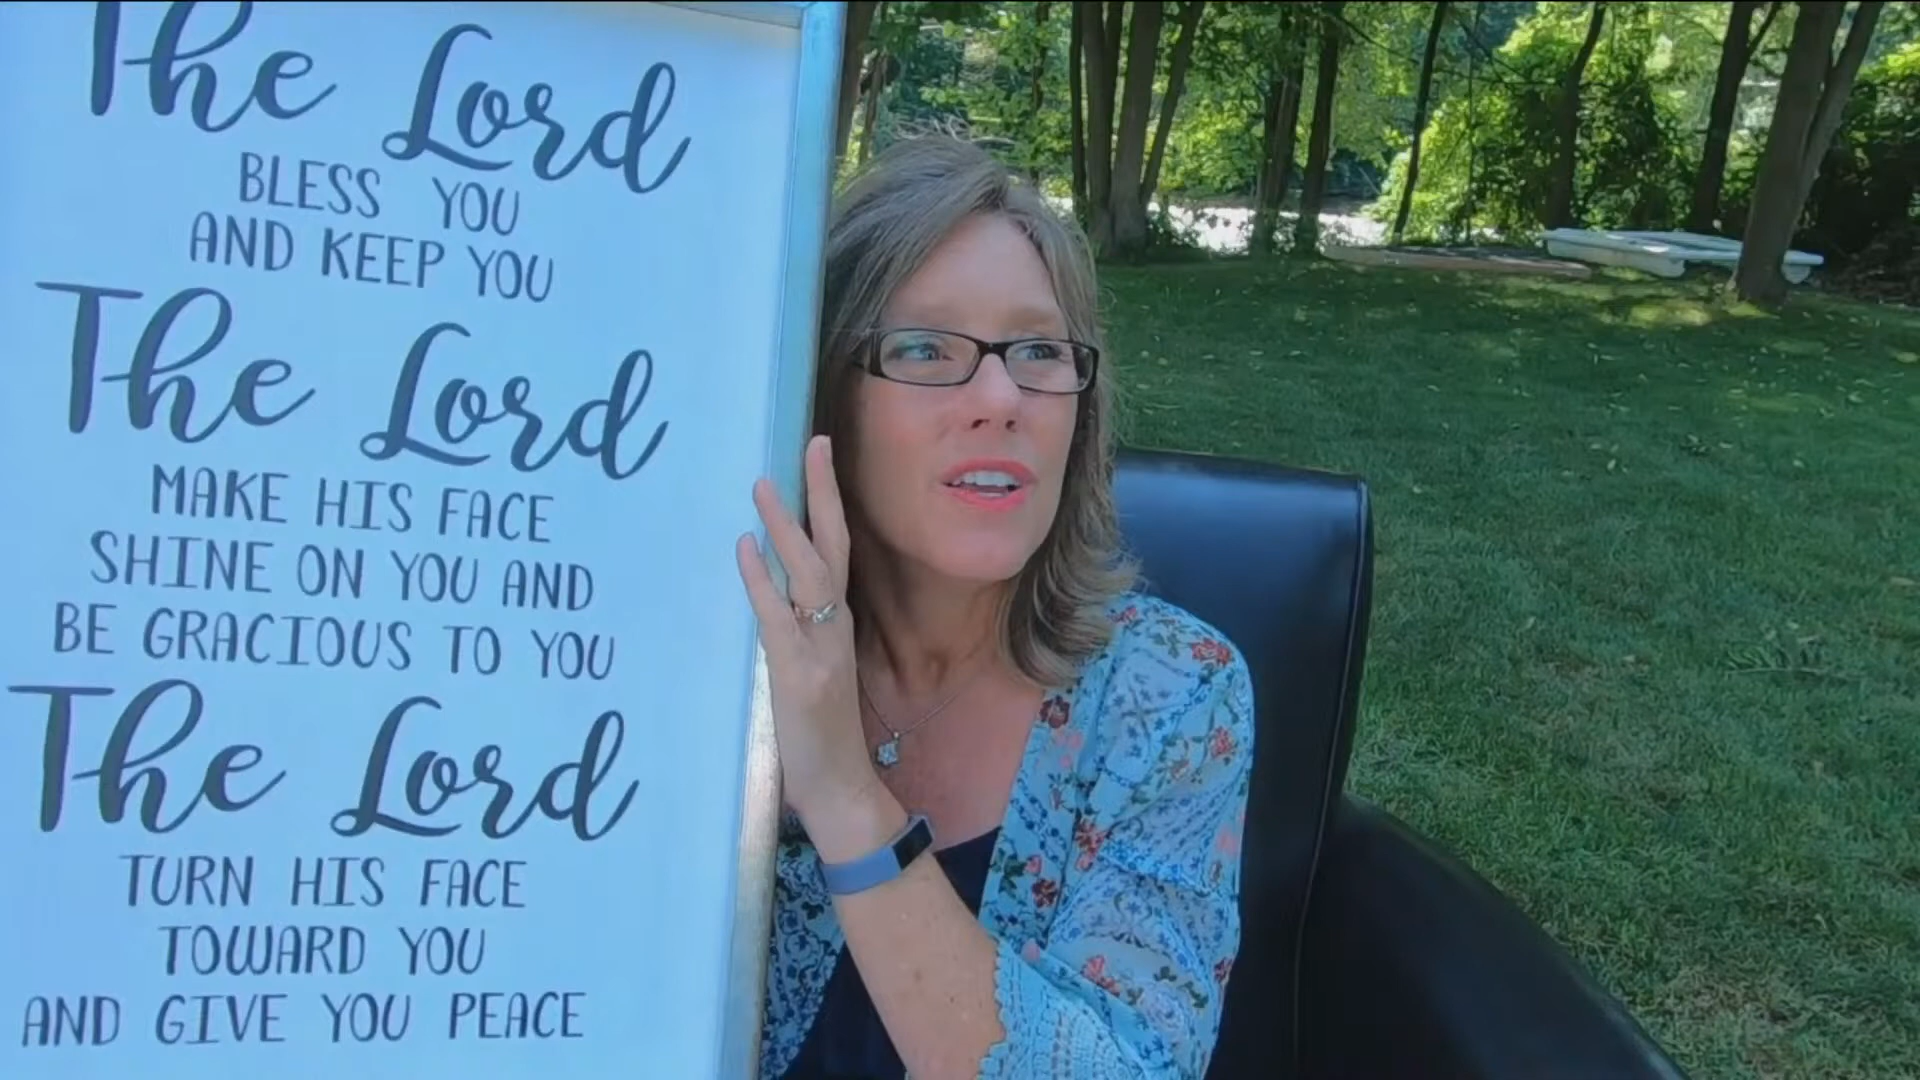 The Lord
BLESS YOU
AND KEEP YOU
The Lord
MAKE HIS FACE
SHINE ON YOU AND
BE GRACIOUS TO YOU
The Lord
TURN HIS FACE
TOWARD YOU
AND GIVE YOU PEACE